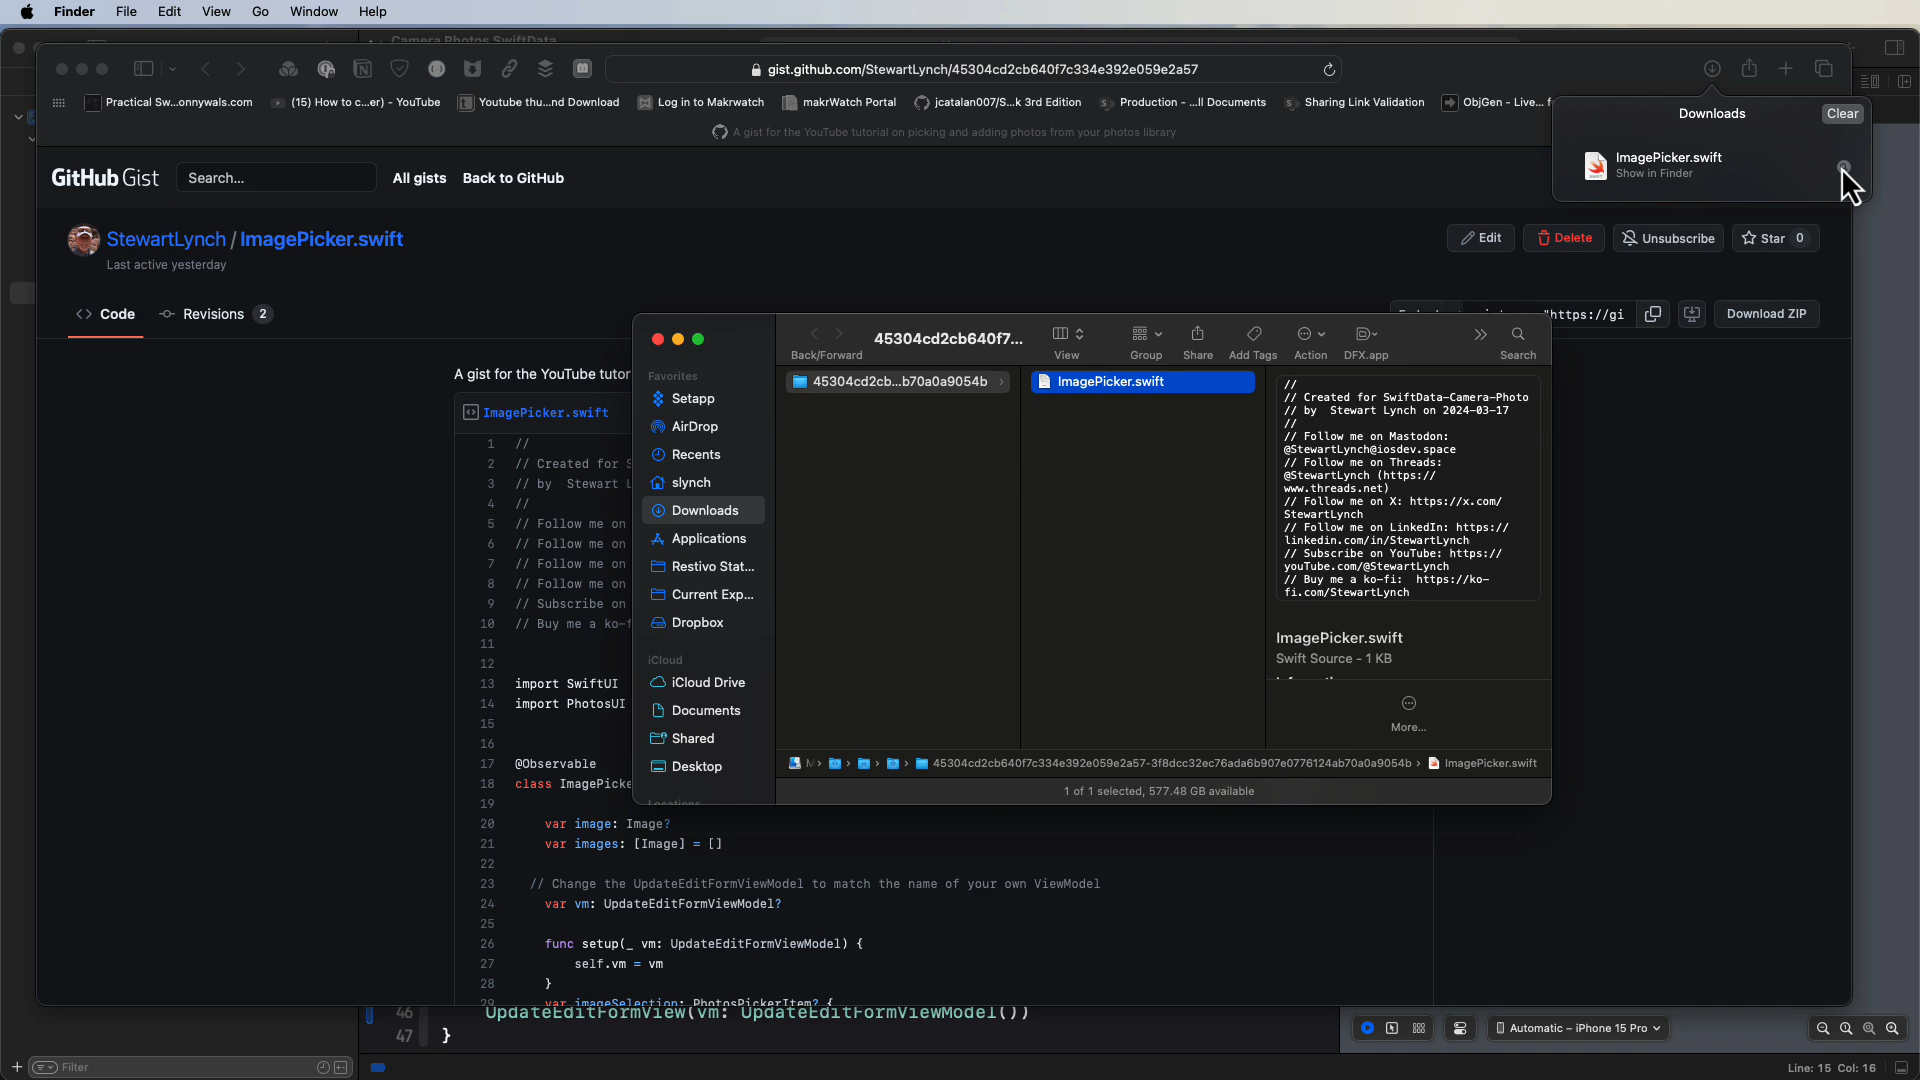 Finder File Edit View Go Window Help
Camera Photos SwiftData
gist.github.com/StewartLynch/45304cd2cb640f7c334e392e059e2a57
Practical Sw...onnywals.com
(15) How to c...er) - YouTube
Youtube thu...nd Download
Log in to Makrwatch
makrWatch Portal
jcatalan007/S...k 3rd Edition
Production - ...ll Documents
Sharing Link Validation
ObjGen - Live...
A gist for the YouTube tutorial on picking and adding photos from your photos library
Downloads
Clear
ImagePicker.swift
Show in Finder
GitHub Gist
Search...
All gists
Back to GitHub
StewartLynch / ImagePicker.swift
Last active yesterday
Edit
Delete
Unsubscribe
Star 0
Code
Revisions 2
"https://gi
Download ZIP
A gist for the YouTube tutor
ImagePicker.swift
1 //
2 // Created for S
3 // by  Stewart L
4 //
5 // Follow me on
6 // Follow me on
7 // Follow me on
8 // Follow me on
9 // Subscribe on
10 // Buy me a ko-f
11
12
13 import SwiftUI
14 import PhotosUI
15
16
17 @Observable
18 class ImagePicke
19
20 var image: Image?
21 var images: [Image] = []
22
23 // Change the UpdateEditFormViewModel to match the name of your own ViewModel
24 var vm: UpdateEditFormViewModel?
25
26 func setup(_ vm: UpdateEditFormViewModel) {
27 self.vm = vm
28 }
29 var imageSelection: PhotosPickerItem? {
45304cd2cb640f7...
Back/Forward
View
Group
Share
Add Tags
Action
DFX.app
Search
Favorites
Setapp
AirDrop
Recents
slynch
Downloads
Applications
Restivo Stat...
Current Exp...
Dropbox
iCloud
iCloud Drive
Documents
Shared
Desktop
Locations
45304cd2cb...b70a0a9054b
ImagePicker.swift
//
// Created for SwiftData-Camera-Photo
// by  Stewart Lynch on 2024-03-17
//
// Follow me on Mastodon:
@StewartLynch@iosdev.space
// Follow me on Threads:
@StewartLynch (https://
www.threads.net)
// Follow me on X: https://x.com/
StewartLynch
// Follow me on LinkedIn: https://
linkedin.com/in/StewartLynch
// Subscribe on YouTube: https://
youTube.com/@StewartLynch
// Buy me a ko-fi:  https://ko-
fi.com/StewartLynch
ImagePicker.swift
Swift Source - 1 KB
More...
M › › › › 45304cd2cb640f7c334e392e059e2a57-3f8dcc32ec76ada6b907e0776124ab70a0a9054b › ImagePicker.swift
1 of 1 selected, 577.48 GB available
46 UpdateEditFormView(vm: UpdateEditFormViewModel())
47 }
Automatic – iPhone 15 Pro
Filter
Line: 15 Col: 16